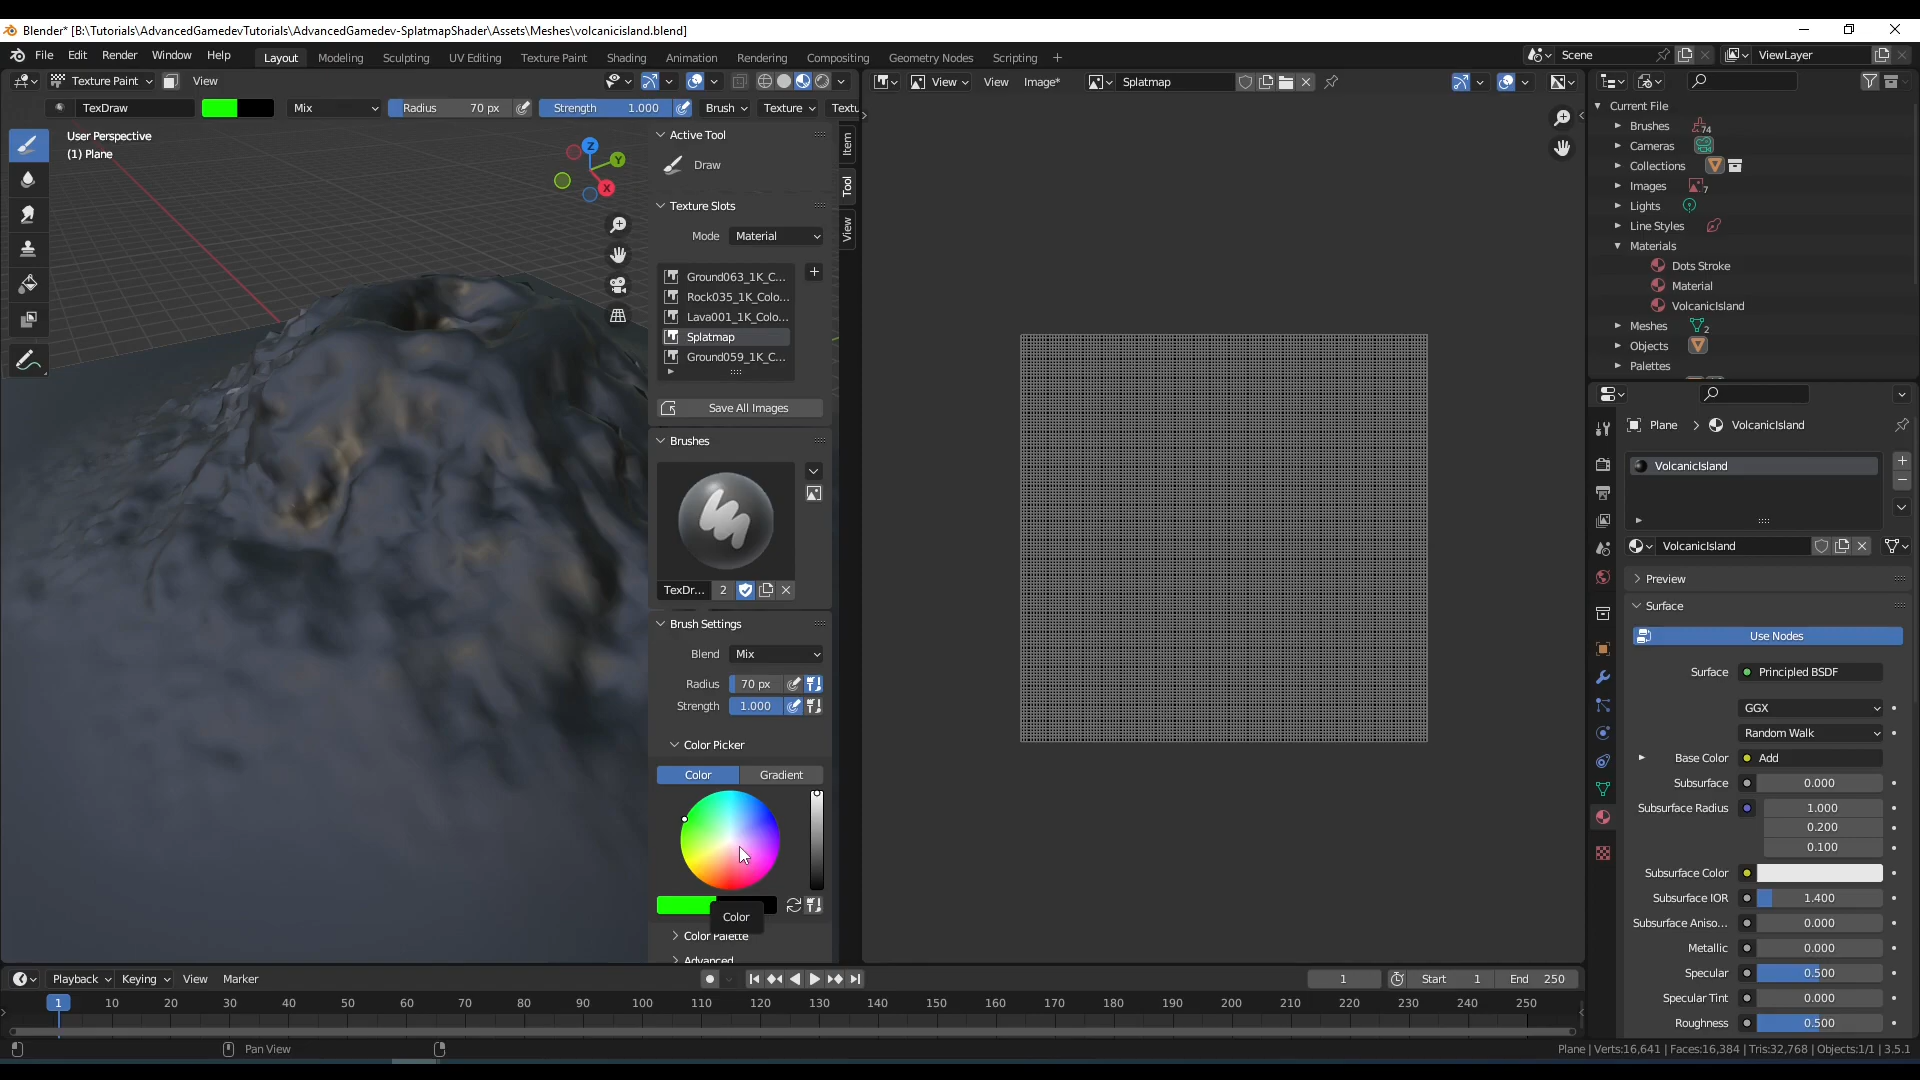 Blender* [B:\Tutorials\AdvancedGamedevTutorials\AdvancedGamedev-SplatmapShader\Assets\Meshes\volcanicisland.blend]
File Edit Render Window Help Layout Modeling Sculpting UV Editing Texture Paint Shading Animation Rendering Compositing Geometry Nodes Scripting + Scene ViewLayer
Texture Paint View View View Image* Splatmap
TexDraw Mix Radius 70 px Strength 1.000 Brush Texture Textu
User Perspective
(1) Plane
Z
Y
X
Active Tool
Draw
Texture Slots
Mode Material
Ground063_1K_C...
Rock035_1K_Colo...
Lava001_1K_Colo...
Splatmap
Ground059_1K_C...
Save All Images
Brushes
TexDr... 2
Brush Settings
Blend Mix
Radius 70 px
Strength 1.000
Color Picker
Color Gradient
Color
Color Palette
Advanced
Item
Tool
View
Current File
Brushes 74
Cameras
Collections
Images 7
Lights
Line Styles
Materials
Dots Stroke
Material
VolcanicIsland
Meshes 2
Objects
Palettes
Plane > VolcanicIsland
VolcanicIsland
VolcanicIsland
Preview
Surface
Use Nodes
Surface Principled BSDF
GGX
Random Walk
Base Color Add
Subsurface 0.000
Subsurface Radius 1.000
0.200
0.100
Subsurface Color
Subsurface IOR 1.400
Subsurface Aniso... 0.000
Metallic 0.000
Specular 0.500
Specular Tint 0.000
Roughness 0.500
Playback Keying View Marker 1 Start 1 End 250
1 10 20 30 40 50 60 70 80 90 100 110 120 130 140 150 160 170 180 190 200 210 220 230 240 250
Pan View
Plane | Verts:16,641 | Faces:16,384 | Tris:32,768 | Objects:1/1 | 3.5.1